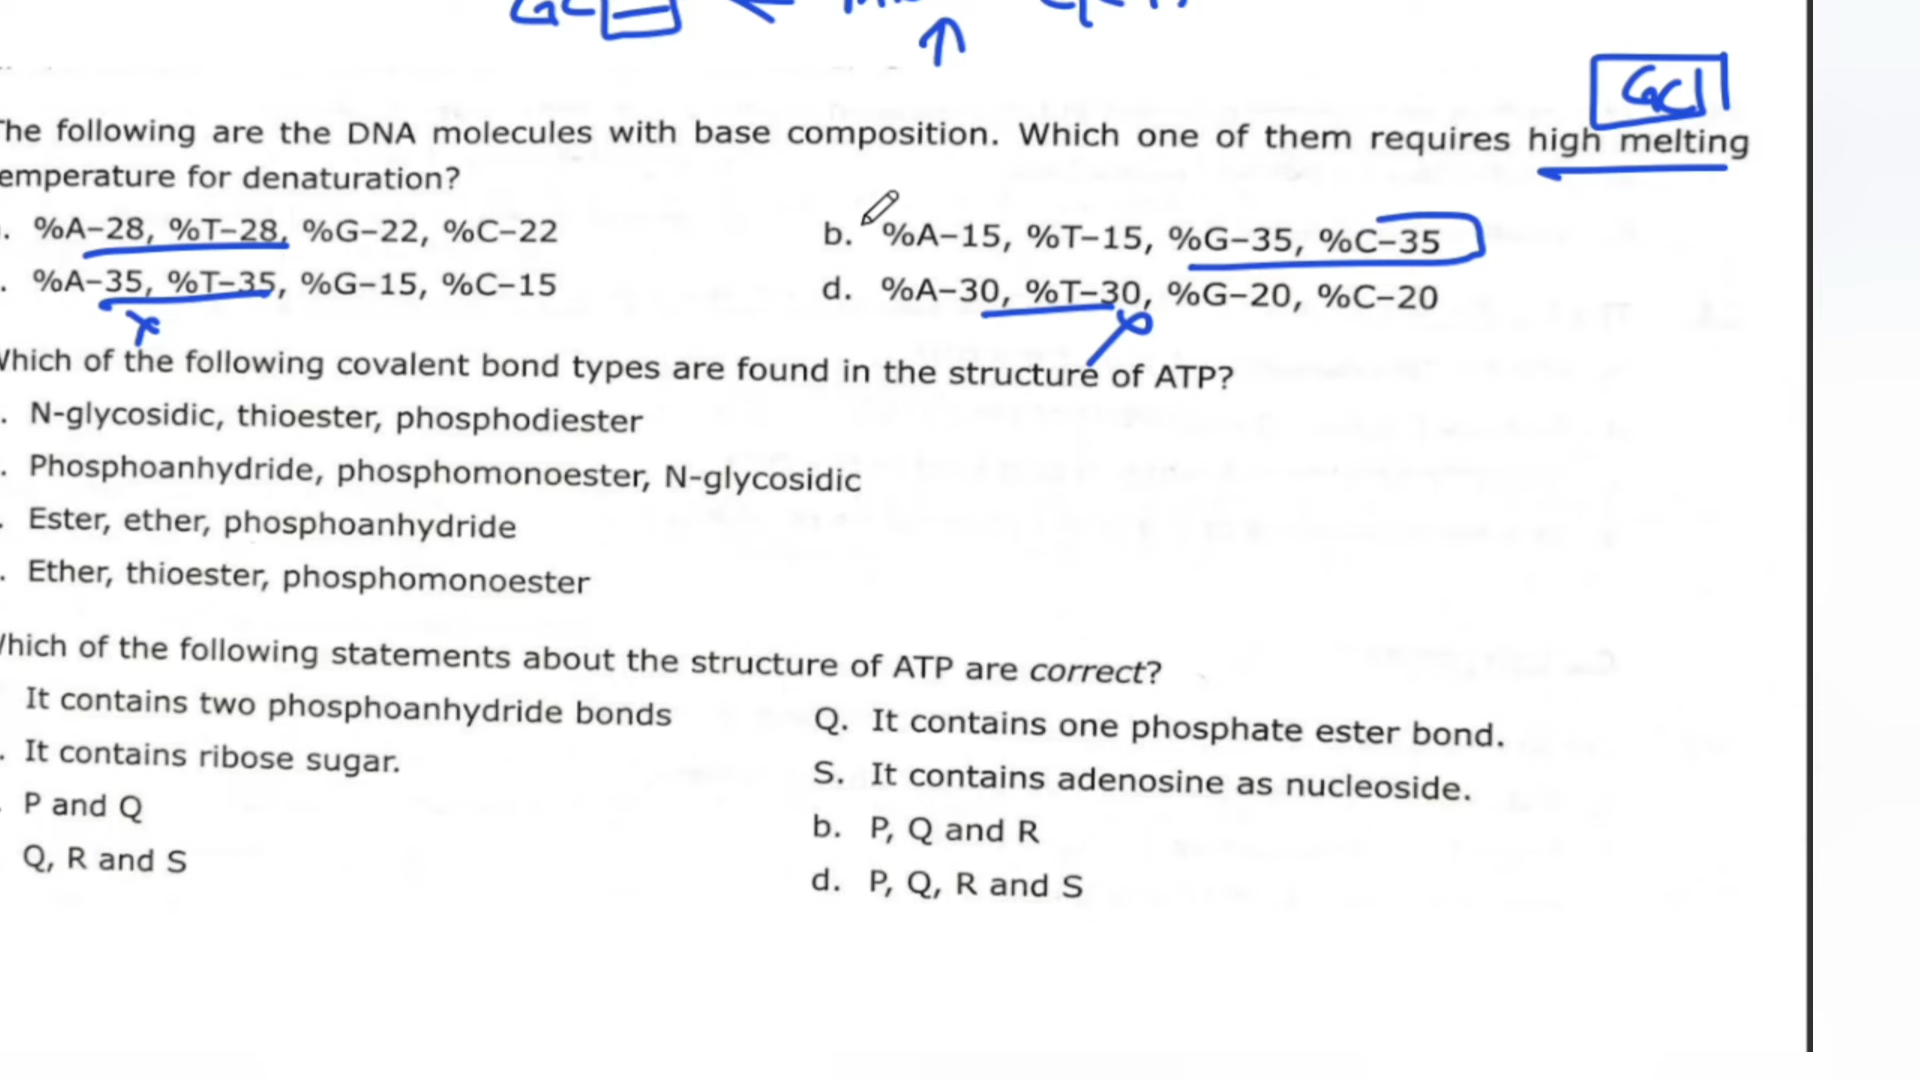 GC
The following are the DNA molecules with base composition. Which one of them requires high melting
emperature for denaturation?
. %A–28, %T–28, %G–22, %C–22
b. %A–15, %T–15, %G–35, %C–35
. %A–35, %T–35, %G–15, %C–15
d. %A–30, %T–30, %G–20, %C–20
Which of the following covalent bond types are found in the structure of ATP?
. N-glycosidic, thioester, phosphodiester
. Phosphoanhydride, phosphomonoester, N-glycosidic
. Ester, ether, phosphoanhydride
. Ether, thioester, phosphomonoester
Which of the following statements about the structure of ATP are correct?
It contains two phosphoanhydride bonds
Q. It contains one phosphate ester bond.
. It contains ribose sugar.
S. It contains adenosine as nucleoside.
. P and Q
b. P, Q and R
Q, R and S
d. P, Q, R and S